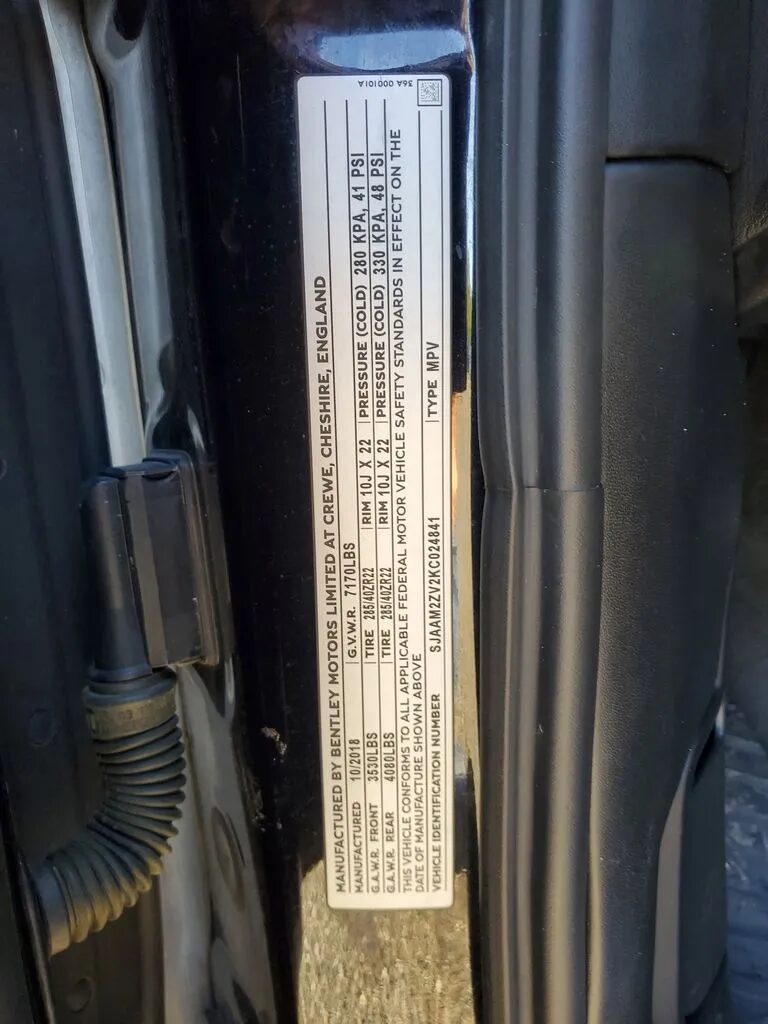 36A 000101A
MANUFACTURED BY BENTLEY MOTORS LIMITED AT CREWE, CHESHIRE, ENGLAND
MANUFACTURED 10/2018 G.V.W.R. 7170LBS
G.A.W.R. FRONT 3530LBS TIRE 285/40ZR22 RIM 10J X 22 PRESSURE (COLD) 280 KPA, 41 PSI
G.A.W.R. REAR 4080LBS TIRE 285/40ZR22 RIM 10J X 22 PRESSURE (COLD) 330 KPA, 48 PSI
THIS VEHICLE CONFORMS TO ALL APPLICABLE FEDERAL MOTOR VEHICLE SAFETY STANDARDS IN EFFECT ON THE
DATE OF MANUFACTURE SHOWN ABOVE
VEHICLE IDENTIFICATION NUMBER SJAAM2ZV2KC024841 TYPE MPV